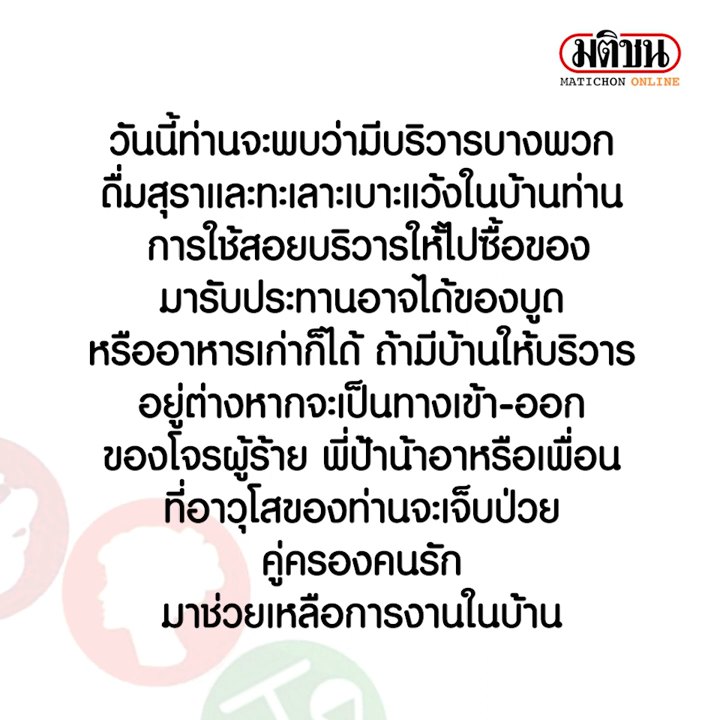 มติชน
MATICHON ONLINE
วันนี้ท่านจะพบว่ามีบริวารบางพวก
ดื่มสุราและทะเลาะเบาะแว้งในบ้านท่าน
การใช้สอยบริวารให้ไปซื้อของ
มารับประทานอาจได้ของบูด
หรืออาหารเก่าก็ได้ ถ้ามีบ้านให้บริวาร
อยู่ต่างหากจะเป็นทางเข้า-ออก
ของโจรผู้ร้าย พี่ป้าน้าอาหรือเพื่อน
ที่อาวุโสของท่านจะเจ็บป่วย
คู่ครองคนรัก
มาช่วยเหลือการงานในบ้าน